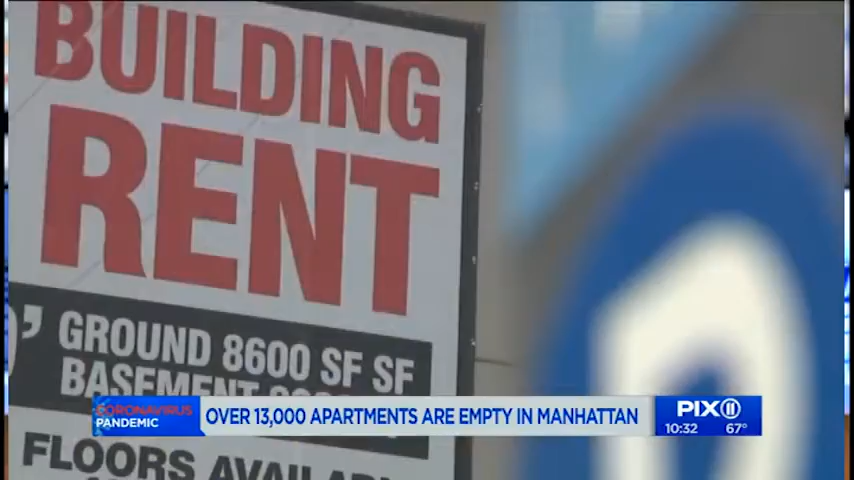 BUILDING
RENT
GROUND 8600 SF SF
BASEMENT
FLOORS
CORONAVIRUS
PANDEMIC
OVER 13,000 APARTMENTS ARE EMPTY IN MANHATTAN
PIX11
10:32 67°